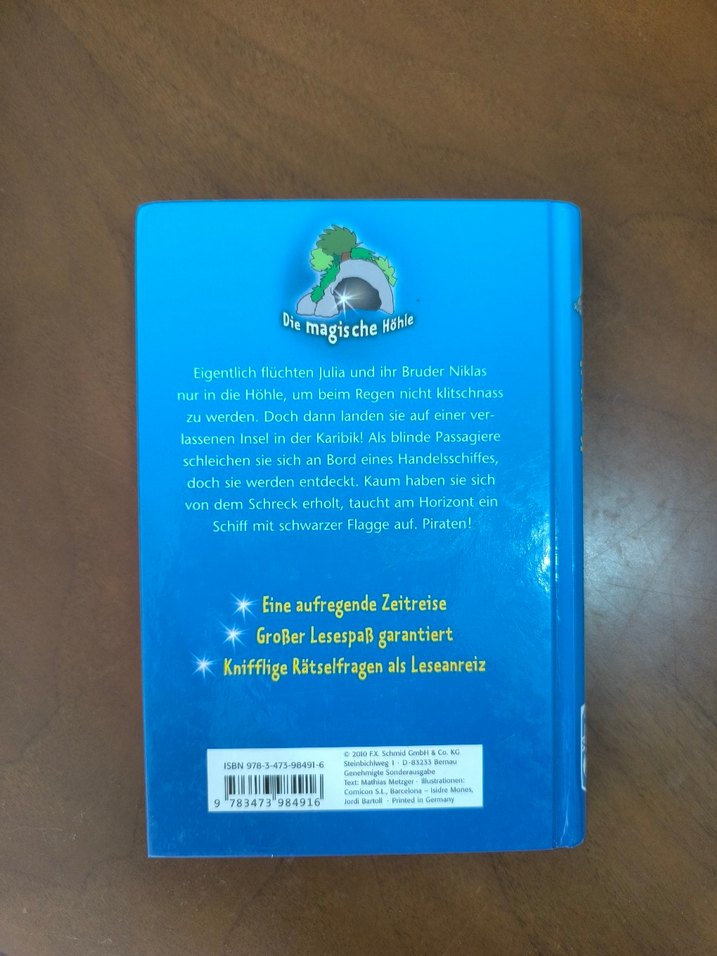 Die magische Höhle
Eigentlich flüchten Julia und ihr Bruder Niklas
nur in die Höhle, um beim Regen nicht klitschnass
zu werden. Doch dann landen sie auf einer ver-
lassenen Insel in der Karibik! Als blinde Passagiere
schleichen sie sich an Bord eines Handelsschiffes,
doch sie werden entdeckt. Kaum haben sie sich
von dem Schreck erholt, taucht am Horizont ein
Schiff mit schwarzer Flagge auf. Piraten!
Eine aufregende Zeitreise
Großer Lesespaß garantiert
Knifflige Rätselfragen als Leseanreiz
ISBN 978-3-473-98491-6
9 783473 984916
© 2010 F.X. Schmid GmbH & Co. KG
Steinbichlweg 1 · D-83233 Bernau
Genehmigte Sonderausgabe
Text: Mathias Metzger · Illustrationen:
Comicon S.L., Barcelona – Isidre Mones,
Jordi Bartoll · Printed in Germany